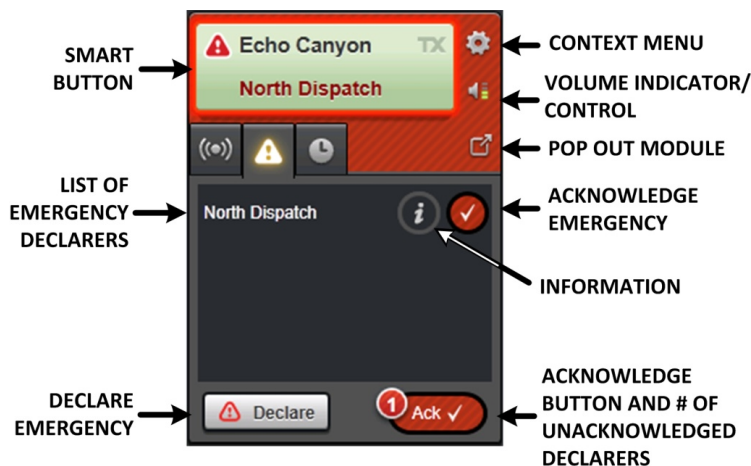 SMART
BUTTON
Echo Canyon TX
North Dispatch
CONTEXT MENU
VOLUME INDICATOR/
CONTROL
POP OUT MODULE
LIST OF
EMERGENCY
DECLARERS
North Dispatch
i
ACKNOWLEDGE
EMERGENCY
INFORMATION
DECLARE
EMERGENCY
Declare
1
Ack ✓
ACKNOWLEDGE
BUTTON AND # OF
UNACKNOWLEDGED
DECLARERS